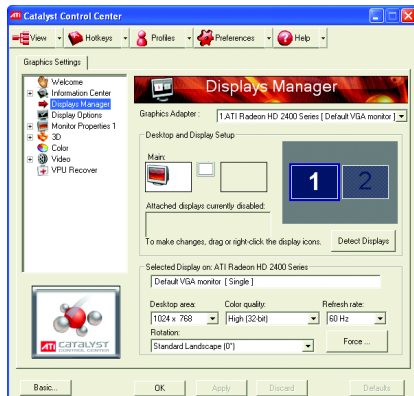 ATI Catalyst Control Center
View Hotkeys Profiles Preferences Help
Graphics Settings
Welcome
Information Center
Displays Manager
Display Options
Monitor Properties 1
3D
Color
Video
VPU Recover
Displays Manager
Graphics Adapter : 1.ATI Radeon HD 2400 Series [ Default VGA monitor ]
Desktop and Display Setup
Main:
1 2
Attached displays currently disabled:
To make changes, drag or right-click the display icons.
Detect Displays
Selected Display on: ATI Radeon HD 2400 Series
Default VGA monitor [ Single ]
Desktop area: Color quality: Refresh rate:
1024 x 768 High (32-bit) 60 Hz
Rotation:
Standard Landscape (0°)
Force ...
ATI CATALYST
CONTROL CENTER
Basic... OK Apply Discard Defaults